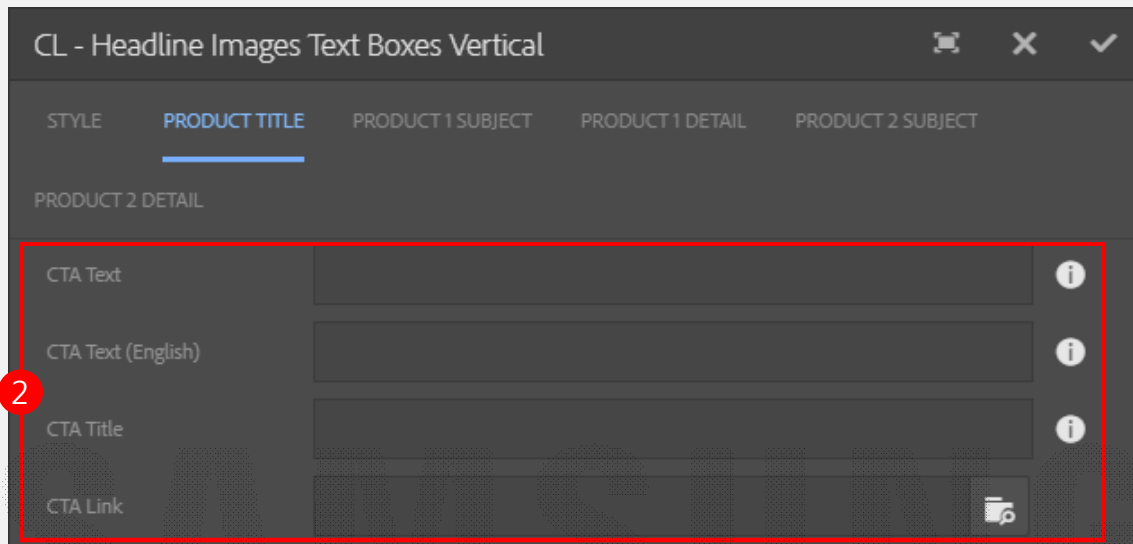 CL - Headline Images Text Boxes Vertical
STYLE PRODUCT TITLE PRODUCT 1 SUBJECT PRODUCT 1 DETAIL PRODUCT 2 SUBJECT
PRODUCT 2 DETAIL
CTA Text
CTA Text (English)
2
CTA Title
CTA Link
SAMSUNG